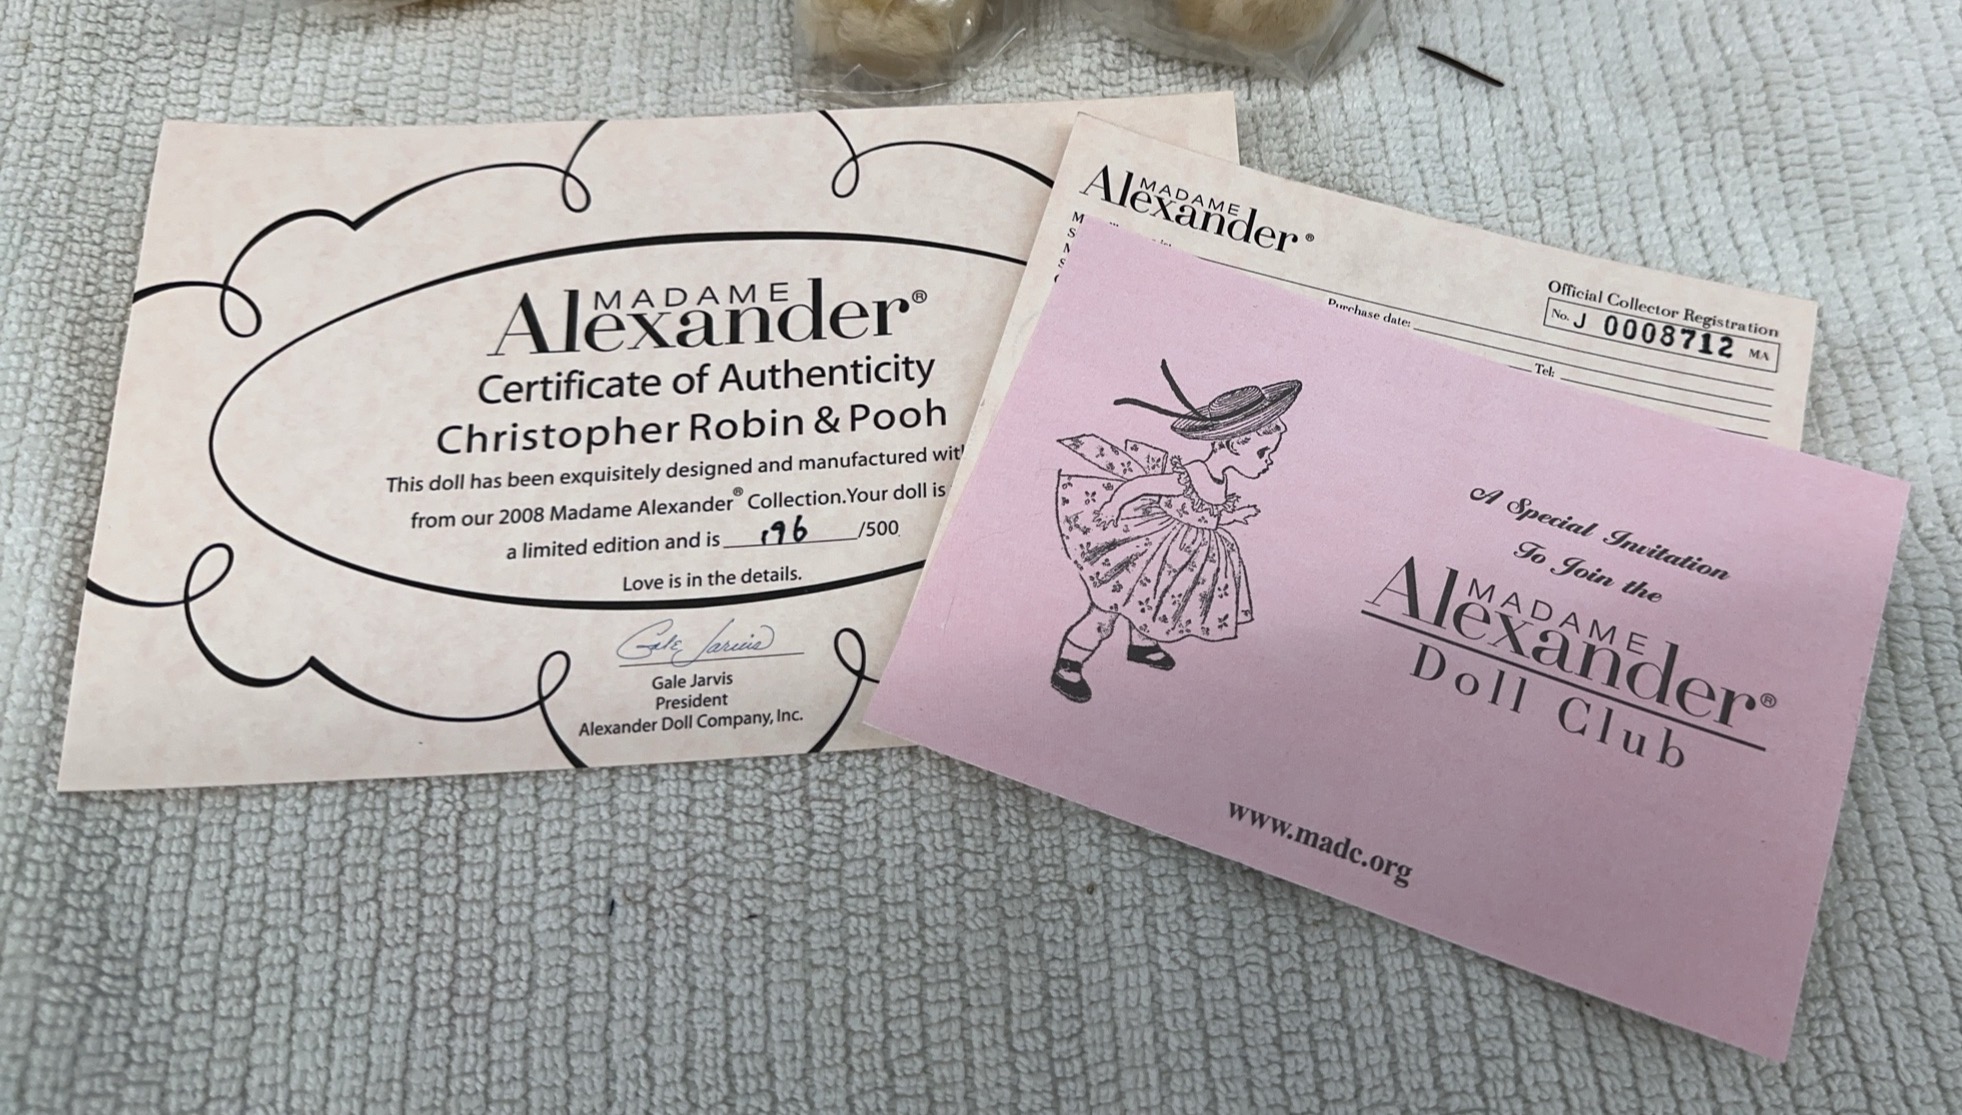 MADAME
Alexander®
Certificate of Authenticity
Christopher Robin & Pooh
This doll has been exquisitely designed and manufactured
from our 2008 Madame Alexander® Collection. Your doll is
a limited edition and is 196 /500
Love is in the details.
Gale Jarvis
Gale Jarvis
President
Alexander Doll Company, Inc.
MADAME
Alexander®
Official Collector Registration
No. J 0008712 MA
Purchase date:
Tel:
A Special Invitation
To Join the
MADAME
Alexander®
Doll Club
www.madc.org